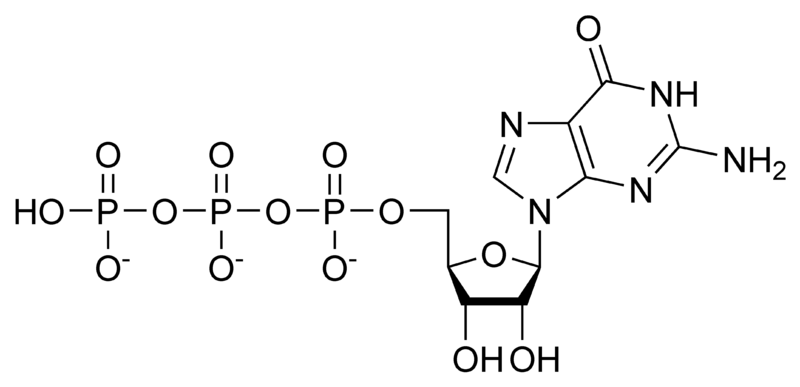 O
N NH
O O O N NH2
HO P O P O P O N
O- O- O- O
OH OH